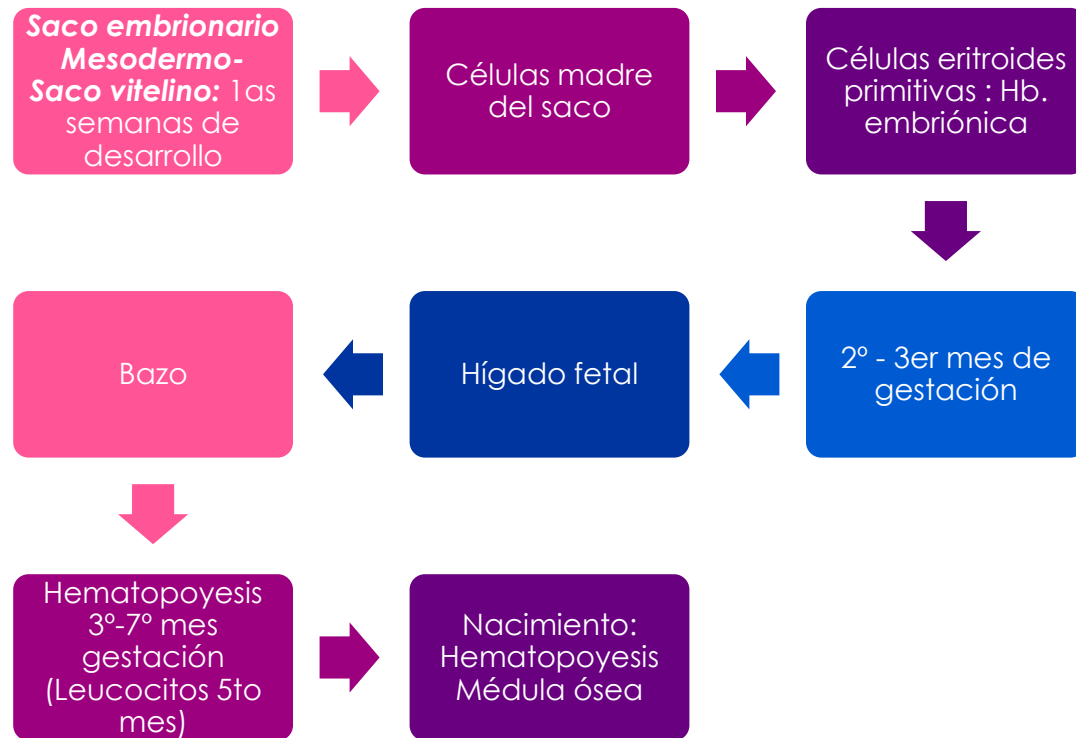 Saco embrionario
Mesodermo-
Saco vitelino: 1as
semanas de
desarrollo
Células madre
del saco
Células eritroides
primitivas : Hb.
embriónica
2º - 3er mes de
gestación
Hígado fetal
Bazo
Hematopoyesis
3º-7º mes
gestación
(Leucocitos 5to
mes)
Nacimiento:
Hematopoyesis
Médula ósea